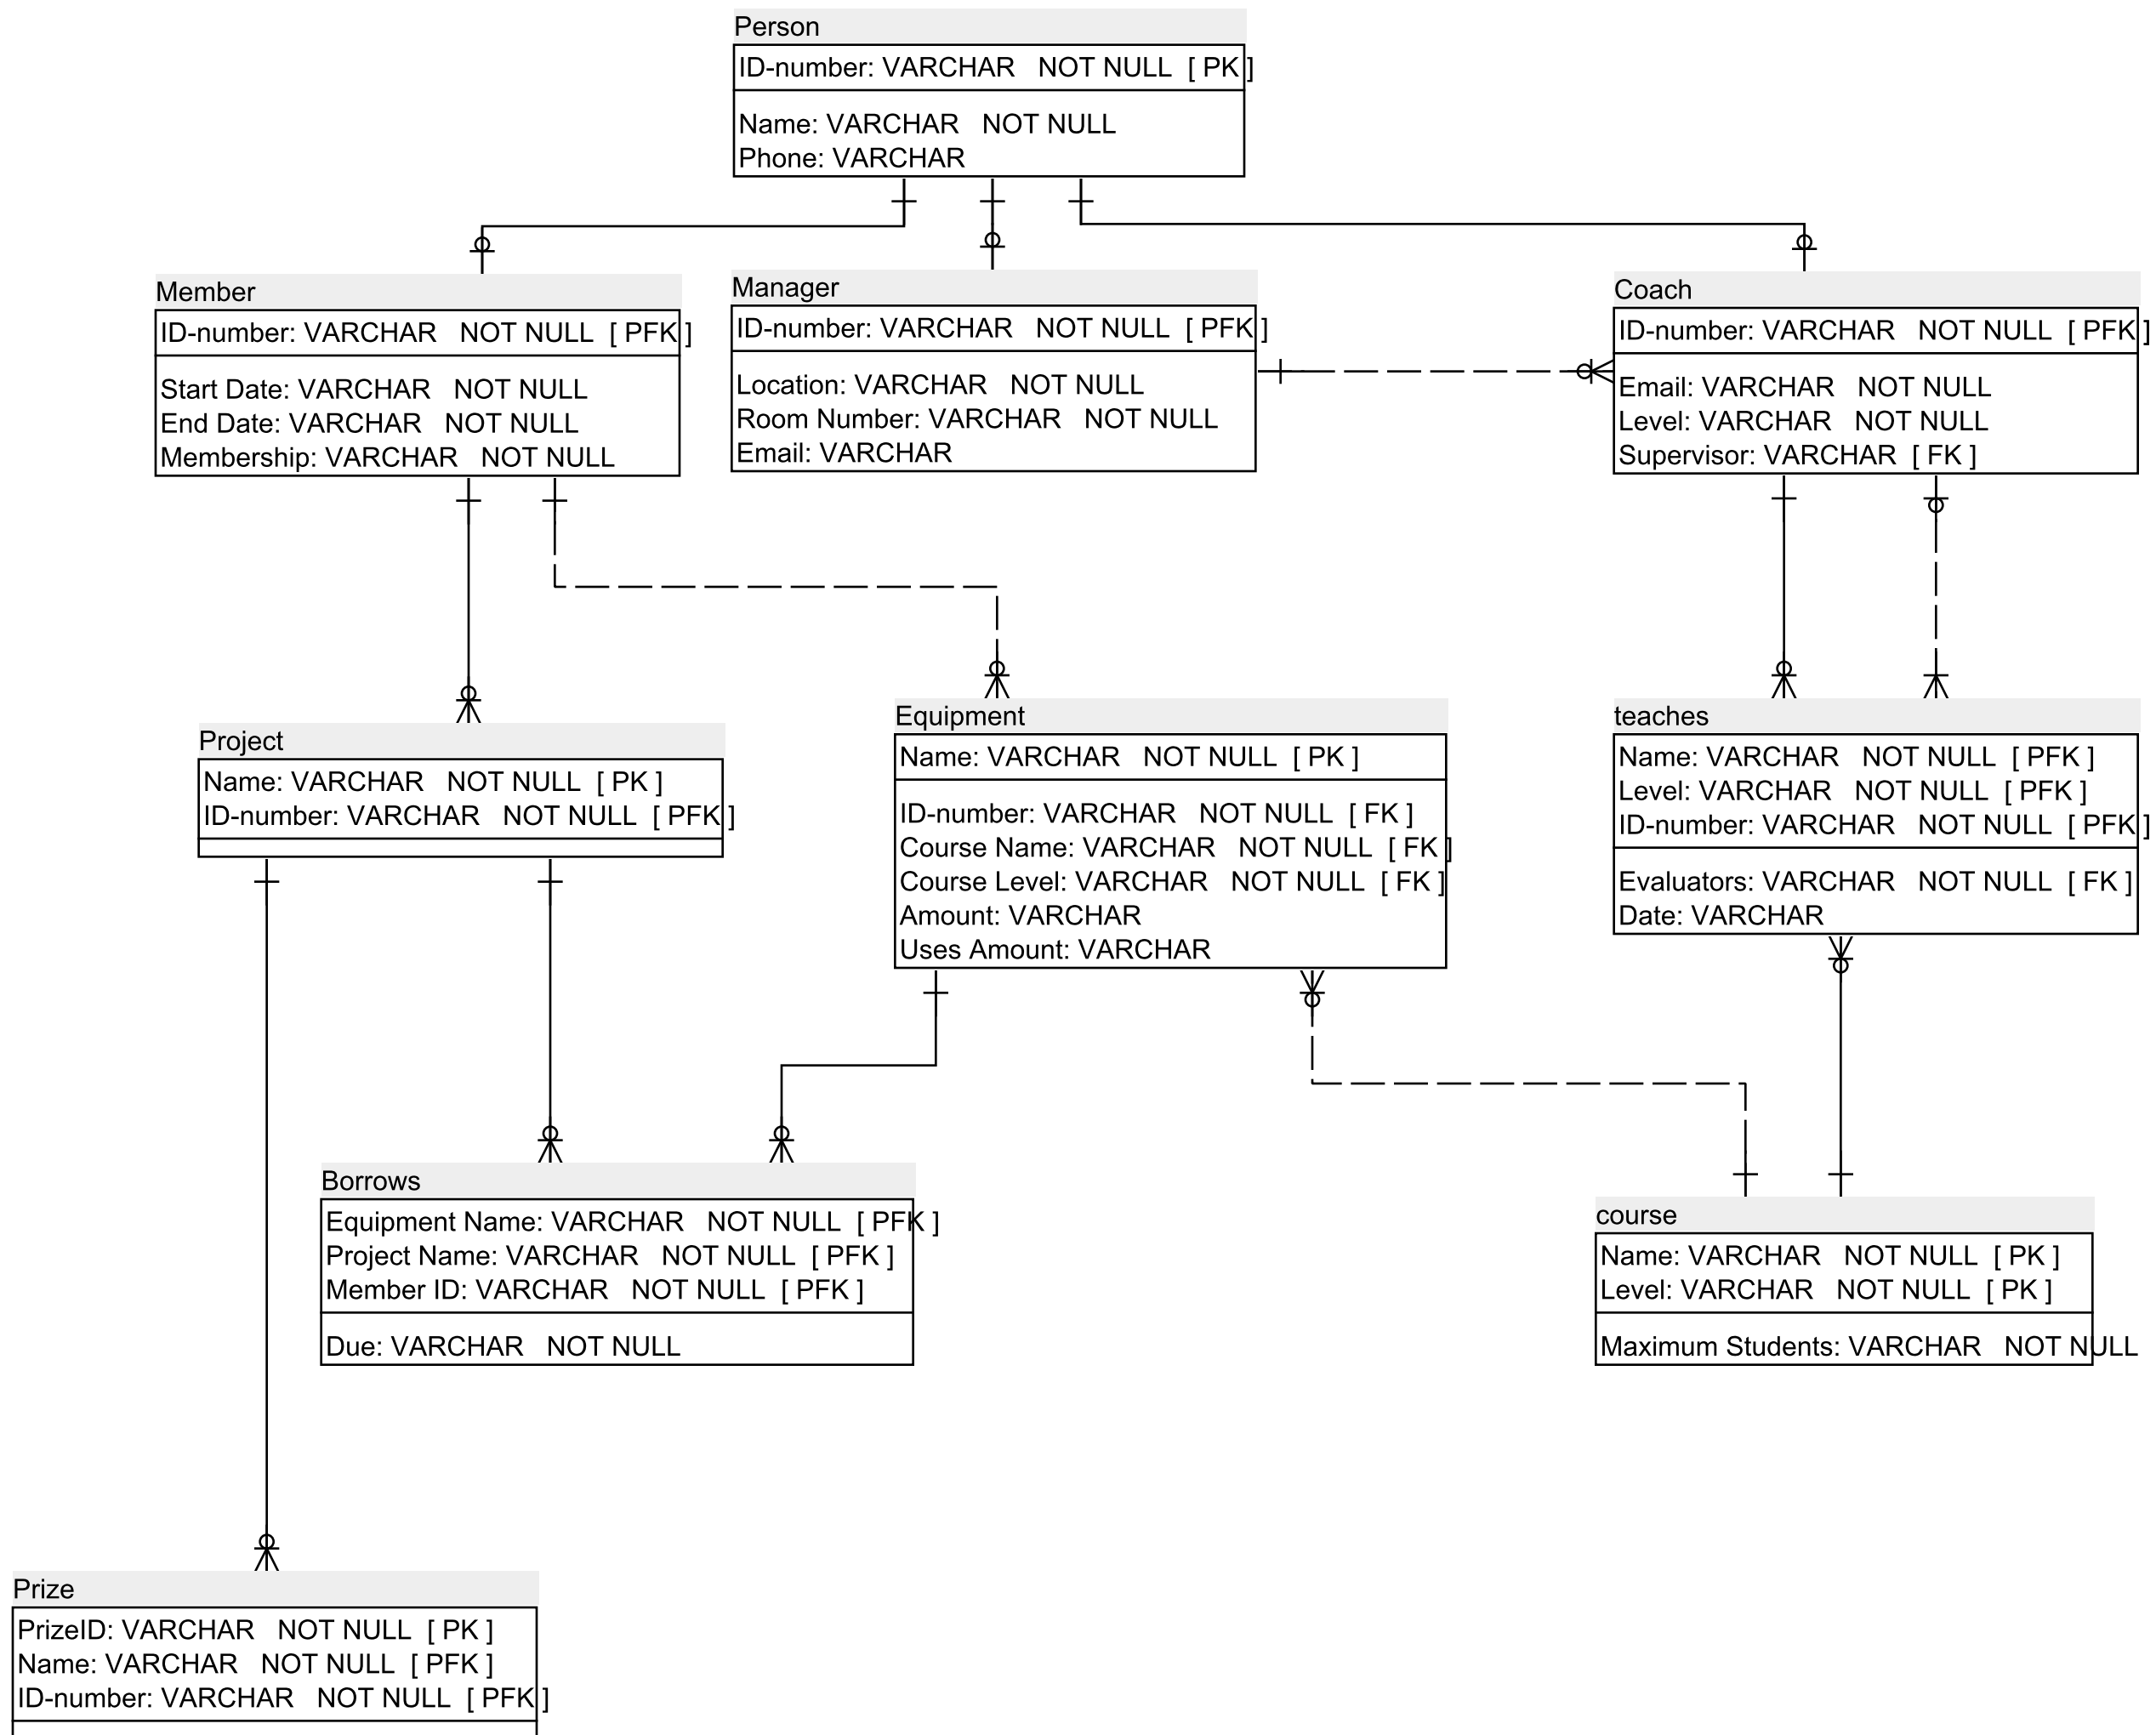 Person
ID-number: VARCHAR NOT NULL [ PK ]
Name: VARCHAR NOT NULL
Phone: VARCHAR
Member
ID-number: VARCHAR NOT NULL [ PFK ]
Start Date: VARCHAR NOT NULL
End Date: VARCHAR NOT NULL
Membership: VARCHAR NOT NULL
Manager
ID-number: VARCHAR NOT NULL [ PFK ]
Location: VARCHAR NOT NULL
Room Number: VARCHAR NOT NULL
Email: VARCHAR
Coach
ID-number: VARCHAR NOT NULL [ PFK ]
Email: VARCHAR NOT NULL
Level: VARCHAR NOT NULL
Supervisor: VARCHAR [ FK ]
Project
Name: VARCHAR NOT NULL [ PK ]
ID-number: VARCHAR NOT NULL [ PFK ]
Equipment
Name: VARCHAR NOT NULL [ PK ]
ID-number: VARCHAR NOT NULL [ FK ]
Course Name: VARCHAR NOT NULL [ FK ]
Course Level: VARCHAR NOT NULL [ FK ]
Amount: VARCHAR
Uses Amount: VARCHAR
teaches
Name: VARCHAR NOT NULL [ PFK ]
Level: VARCHAR NOT NULL [ PFK ]
ID-number: VARCHAR NOT NULL [ PFK ]
Evaluators: VARCHAR NOT NULL [ FK ]
Date: VARCHAR
Borrows
Equipment Name: VARCHAR NOT NULL [ PFK ]
Project Name: VARCHAR NOT NULL [ PFK ]
Member ID: VARCHAR NOT NULL [ PFK ]
Due: VARCHAR NOT NULL
course
Name: VARCHAR NOT NULL [ PK ]
Level: VARCHAR NOT NULL [ PK ]
Maximum Students: VARCHAR NOT NULL
Prize
PrizeID: VARCHAR NOT NULL [ PK ]
Name: VARCHAR NOT NULL [ PFK ]
ID-number: VARCHAR NOT NULL [ PFK ]